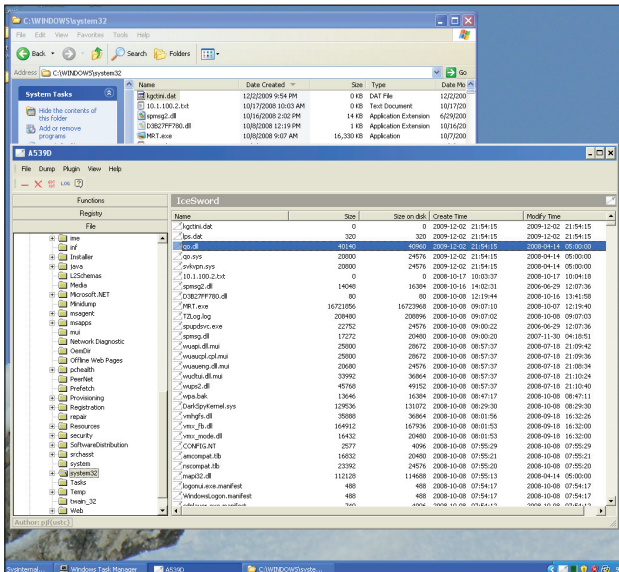 C:\WINDOWS\system32
File Edit View Favorites Tools Help
Back Search Folders
Address C:\WINDOWS\system32 Go
Name Date Created Size Type Date Mo
System Tasks
Hide the contents of this folder
Add or remove programs
kgctini.dat 12/2/2009 9:54 PM 0 KB DAT File 12/2/200
10.1.100.2.txt 10/17/2008 10:03 AM 0 KB Text Document 10/17/20
spmsg2.dll 10/16/2008 2:02 PM 14 KB Application Extension 6/29/200
D3B27FF780.dll 10/8/2008 12:19 PM 1 KB Application Extension 10/16/20
MRT.exe 10/8/2008 9:07 AM 16,330 KB Application 10/7/200
A539D
File Dump Plugin View Help
LOG
Functions
Registry
File
ime
inf
Installer
java
L2Schemas
Media
Microsoft.NET
Minidump
msagent
msapps
mui
Network Diagnostic
OemDir
Offline Web Pages
pchealth
PeerNet
Prefetch
Provisioning
Registration
repair
Resources
security
SoftwareDistribution
srchasst
system
system32
Tasks
Temp
twain_32
Web
IceSword
Name Size Size on disk Create Time Modify Time
kgctini.dat 0 0 2009-12-02 21:54:15 2009-12-02 21:54:15
lps.dat 320 320 2009-12-02 21:54:15 2009-12-02 21:54:15
qo.dll 40140 40960 2009-12-02 21:54:15 2008-04-14 05:00:00
qo.sys 20800 24576 2009-12-02 21:54:15 2008-04-14 05:00:00
svkvpn.sys 20800 24576 2009-12-02 21:54:15 2008-04-14 05:00:00
10.1.100.2.txt 0 0 2008-10-17 10:03:37 2008-10-17 10:04:18
spmsg2.dll 14048 16384 2008-10-16 14:02:31 2006-06-29 12:07:36
D3B27FF780.dll 80 80 2008-10-08 12:19:44 2008-10-16 13:41:58
MRT.exe 16721856 16723968 2008-10-08 09:07:10 2008-10-07 12:19:40
TZLog.log 208480 208896 2008-10-08 09:07:02 2008-10-08 09:07:03
spupdsvc.exe 22752 24576 2008-10-08 09:00:22 2006-06-29 12:07:36
spmsg.dll 17272 20480 2008-10-08 09:00:20 2007-11-30 04:18:51
wuapi.dll.mui 25800 28672 2008-10-08 08:57:37 2008-07-18 21:09:42
wuaucpl.cpl.mui 25800 28672 2008-10-08 08:57:37 2008-07-18 21:09:36
wuaueng.dll.mui 20680 24576 2008-10-08 08:57:37 2008-07-18 21:08:34
wucltui.dll.mui 33992 36864 2008-10-08 08:57:37 2008-07-18 21:10:24
wups2.dll 45768 49152 2008-10-08 08:57:37 2008-07-18 21:10:40
wpa.bak 13646 16384 2008-10-08 08:47:17 2008-10-08 08:47:11
DarkSpyKernel.sys 129536 131072 2008-10-08 08:29:30 2008-10-08 08:29:30
vmhgfs.dll 35888 36864 2008-10-08 08:01:56 2008-09-18 16:32:26
vmx_fb.dll 164912 167936 2008-10-08 08:01:53 2008-09-18 16:32:00
vmx_mode.dll 16432 20480 2008-10-08 08:01:53 2008-09-18 16:32:00
CONFIG.NT 2577 4096 2008-10-08 07:55:29 2008-10-08 07:55:29
amcompat.tlb 16832 20480 2008-10-08 07:55:21 2008-10-08 07:55:21
nscompat.tlb 23392 24576 2008-10-08 07:55:20 2008-10-08 07:55:20
mapi32.dll 112128 114688 2008-10-08 07:55:13 2008-04-14 05:00:00
logonui.exe.manifest 488 488 2008-10-08 07:54:17 2008-10-08 07:54:17
WindowsLogon.manifest 488 488 2008-10-08 07:54:17 2008-10-08 07:54:17
Author: pjf(ustc)
Sysinternal... Windows Task Manager A539D C:\WINDOWS\syste...